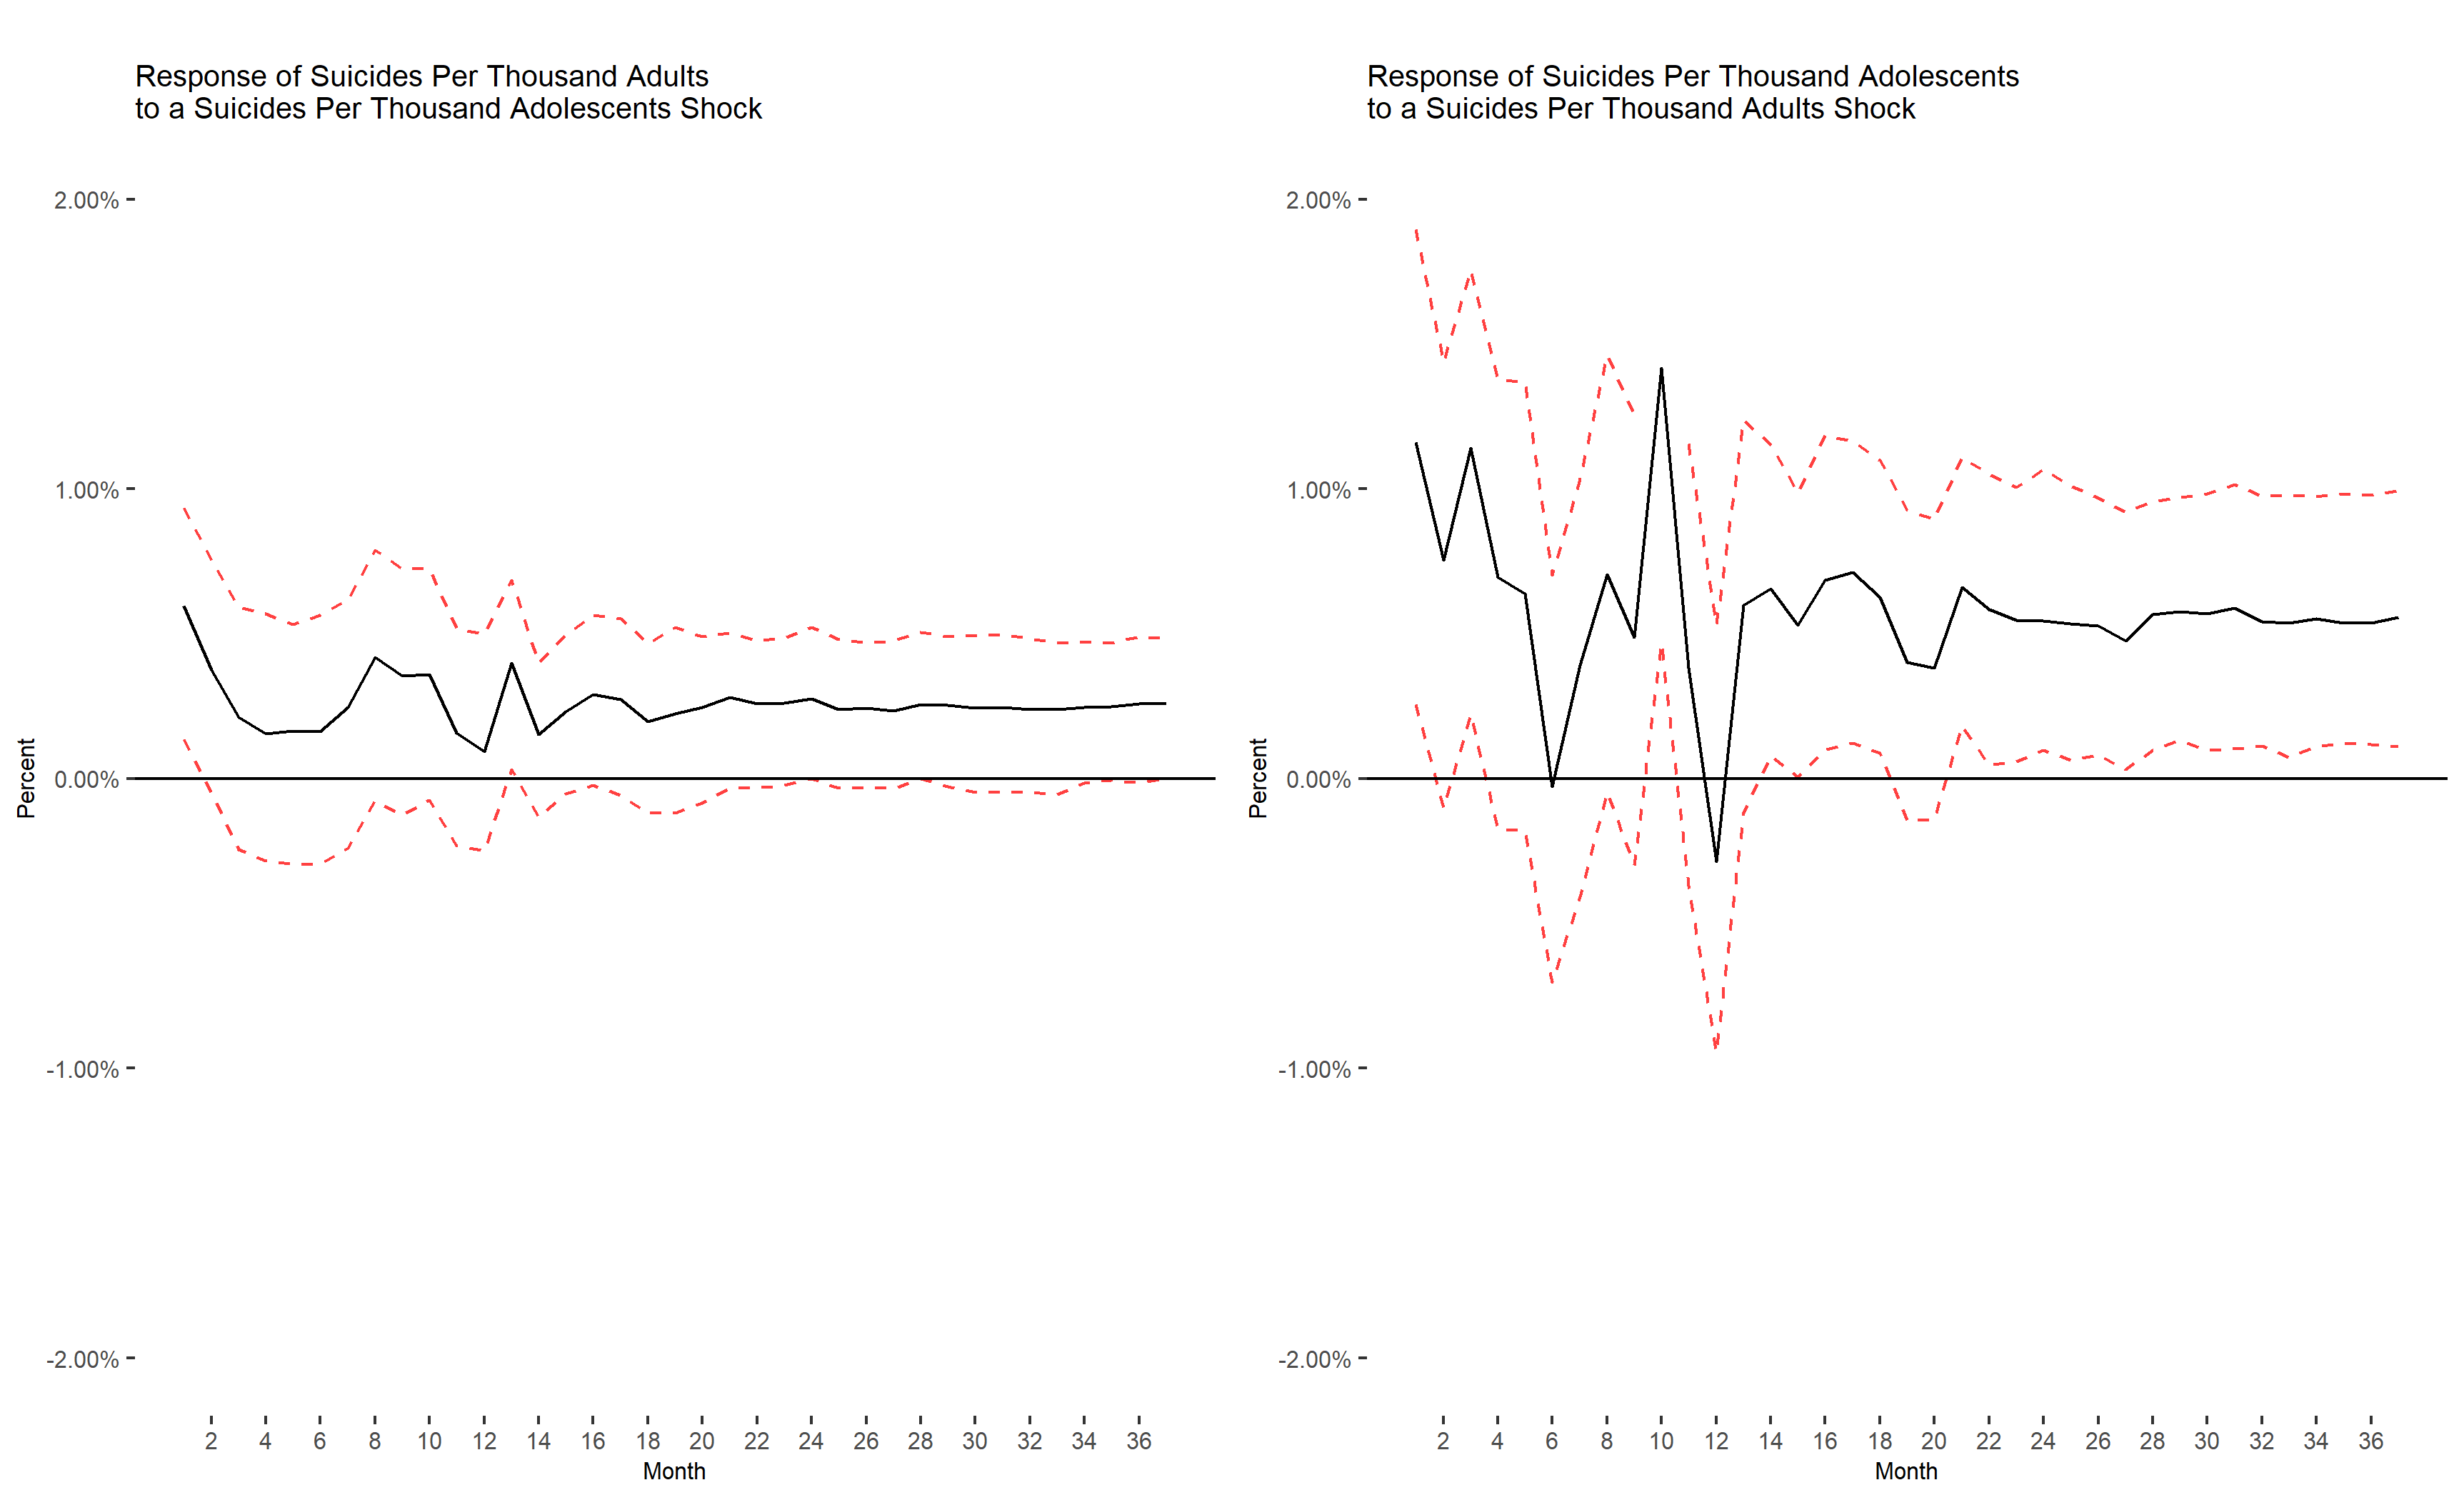 Response of Suicides Per Thousand Adults
to a Suicides Per Thousand Adolescents Shock
2.00%
1.00%
0.00%
-1.00%
-2.00%
Percent
2 4 6 8 10 12 14 16 18 20 22 24 26 28 30 32 34 36
Month
Response of Suicides Per Thousand Adolescents
to a Suicides Per Thousand Adults Shock
2.00%
1.00%
0.00%
-1.00%
-2.00%
Percent
2 4 6 8 10 12 14 16 18 20 22 24 26 28 30 32 34 36
Month